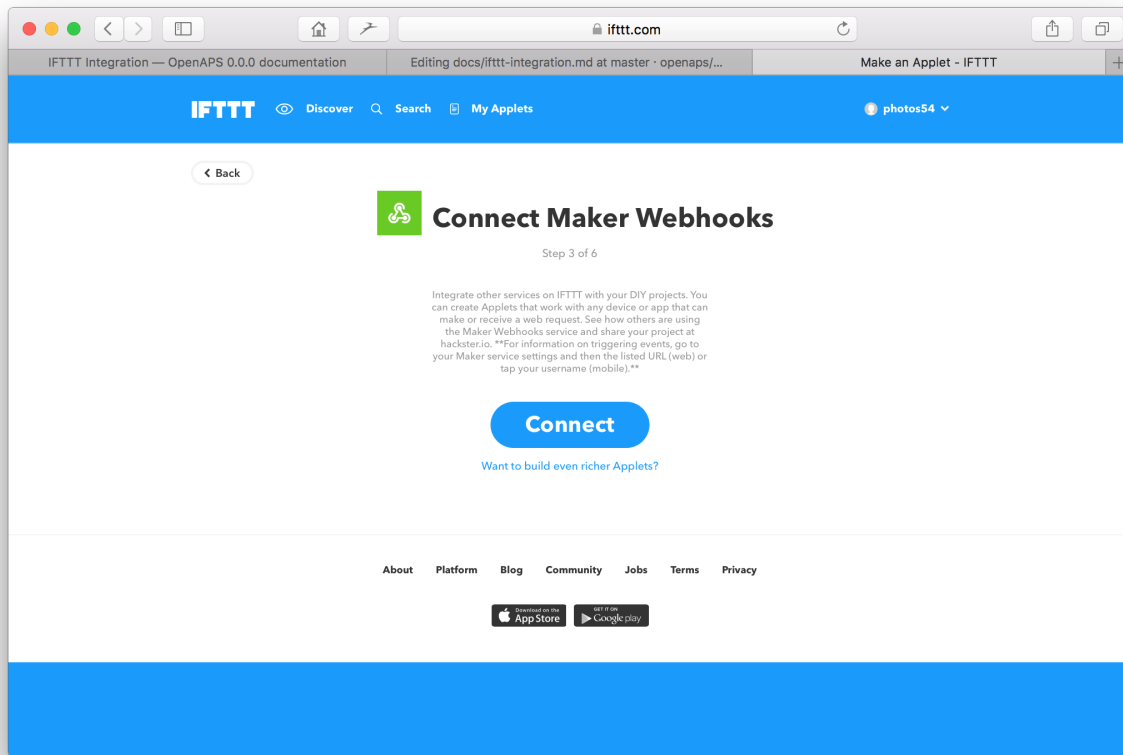 ifttt.com
IFTTT Integration — OpenAPS 0.0.0 documentation
Editing docs/ifttt-integration.md at master · openaps/...
Make an Applet - IFTTT
IFTTT Discover Search My Applets photos54
Back
Connect Maker Webhooks
Step 3 of 6
Integrate other services on IFTTT with your DIY projects. You
can create Applets that work with any device or app that can
make or receive a web request. See how others are using
the Maker Webhooks service and share your project at
hackster.io. **For information on triggering events, go to
your Maker service settings and then the listed URL (web) or
tap your username (mobile).**
Connect
Want to build even richer Applets?
About Platform Blog Community Jobs Terms Privacy
Download on the
App Store
GET IT ON
Google play